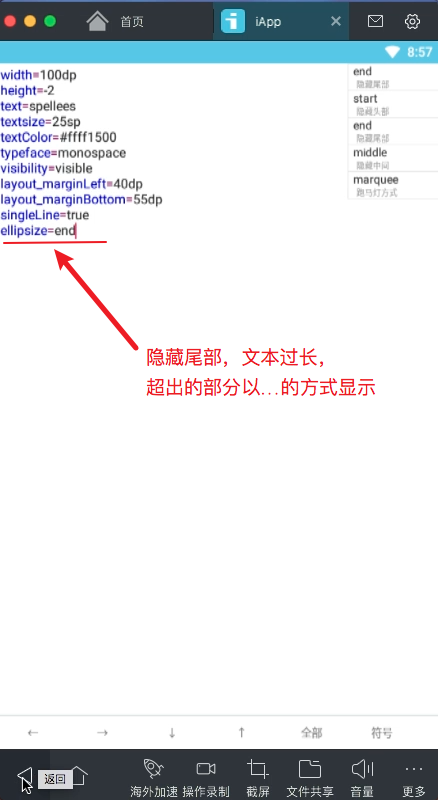 首页
iApp
8:57
width=100dp
height=-2
text=spellees
textsize=25sp
textColor=#ffff1500
typeface=monospace
visibility=visible
layout_marginLeft=40dp
layout_marginBottom=55dp
singleLine=true
ellipsize=end
end
隐藏尾部
start
隐藏头部
end
隐藏尾部
middle
隐藏中间
marquee
跑马灯方式
隐藏尾部，文本过长，
超出的部分以...的方式显示
全部
符号
返回
海外加速 操作录制 截屏 文件共享 音量 更多